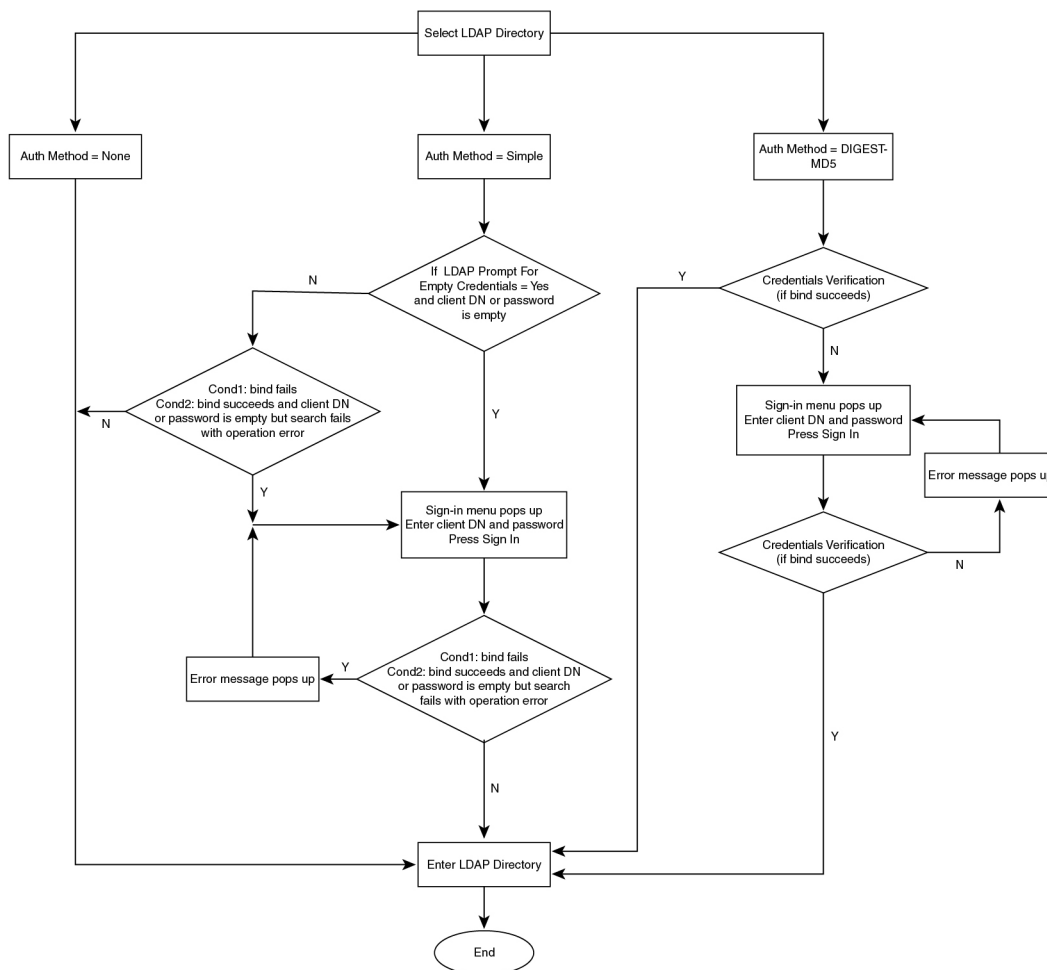 Select LDAP Directory
Auth Method = None
Auth Method = Simple
Auth Method = DIGEST-
MD5
If LDAP Prompt For
Empty Credentials = Yes
and client DN or password
is empty
N
Y
Credentials Verification
(if bind succeeds)
Y
N
Cond1: bind fails
Cond2: bind succeeds and client DN
or password is empty but search fails
with operation error
N
Y
Sign-in menu pops up
Enter client DN and password
Press Sign In
Error message pops up
Sign-in menu pops up
Enter client DN and password
Press Sign In
Credentials Verification
(if bind succeeds)
N
Y
Cond1: bind fails
Cond2: bind succeeds and client DN
or password is empty but search
fails with operation error
Y
Error message pops up
N
Enter LDAP Directory
End